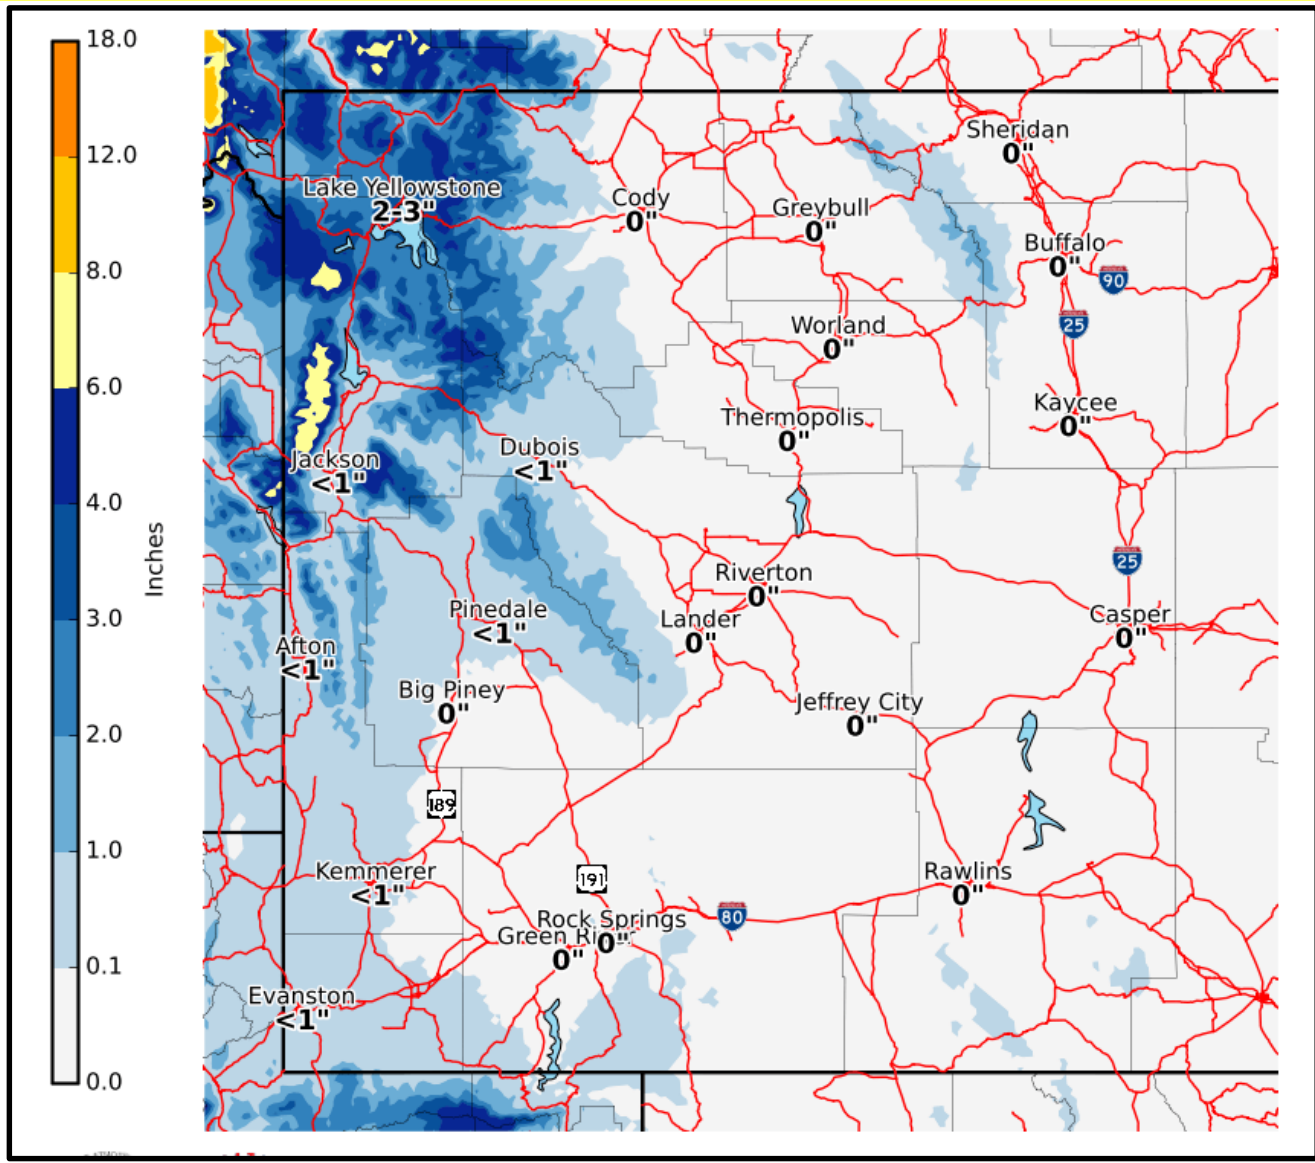 18.0
12.0
8.0
6.0
4.0
3.0
2.0
1.0
0.1
0.0
Inches
Sheridan
0"
Lake Yellowstone
2-3"
Cody
0"
Greybull
0"
Buffalo
0"
90
25
Worland
0"
Kaycee
0"
Thermopolis
0"
Dubois
<1"
Jackson
<1"
25
Riverton
0"
Pinedale
<1"
Lander
0"
Casper
0"
Afton
<1"
Big Piney
0"
Jeffrey City
0"
189
Kemmerer
<1"
191
Rawlins
0"
80
Rock Springs
0"
Green River
0"
Evanston
<1"